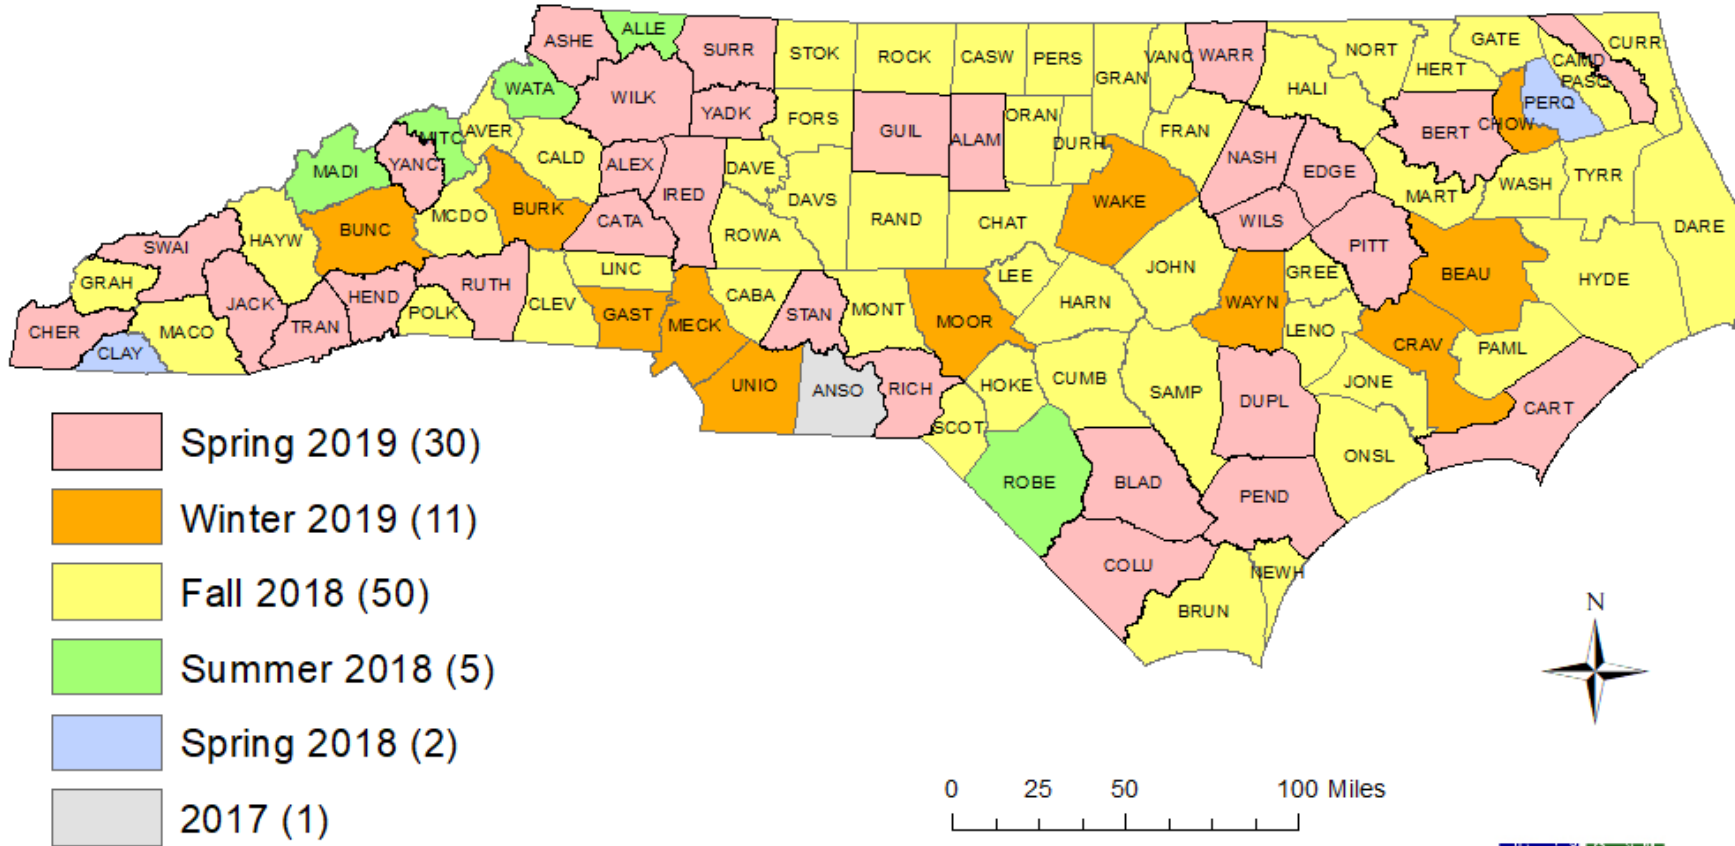 ASHE
ALLE
SURR
STOK
ROCK
CASW
PERS
GRAN
VANC
WARR
HALI
NORT
HERT
GATE
CAMD
PASQ
CURR
WATA
WILK
YADK
FORS
GUIL
ALAM
ORAN
DURH
FRAN
NASH
EDGE
BERT
CHOW
PERQ
MADI
YANC
MITC
AVER
CALD
ALEX
IRED
DAVE
DAVS
RAND
CHAT
WAKE
WILS
MART
WASH
TYRR
DARE
SWAI
HAYW
BUNC
MCDO
BURK
CATA
ROWA
LINC
LEE
JOHN
GREE
PITT
BEAU
HYDE
GRAH
CHER
CLAY
MACO
JACK
TRAN
HEND
POLK
RUTH
CLEV
GAST
MECK
CABA
STAN
MONT
MOOR
HARN
WAYN
LENO
CRAV
PAML
UNIO
ANSO
RICH
SCOT
HOKE
CUMB
SAMP
DUPL
JONE
ONSL
CART
ROBE
BLAD
PEND
COLU
BRUN
NEWH
Spring 2019 (30)
Winter 2019 (11)
Fall 2018 (50)
Summer 2018 (5)
Spring 2018 (2)
2017 (1)
N
0 25 50 100 Miles